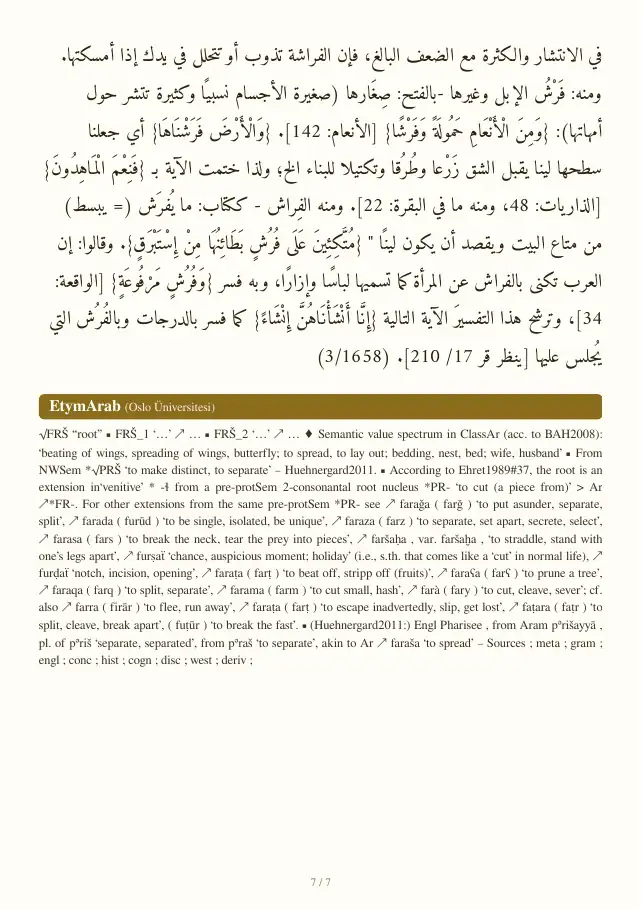 في الانتشار والكثرة مع الضعف البالغ، فإن الفراشة تذوب أو تتحلل في يدك إذا أمسكتها.
ومنه: فَرْشُ الإبل وغيرها -بالفتح: صِغَارها (صغيرة الأجسام نسبيًا وكثيرة تنتشر حول
أمهاتها): {وَمِنَ الْأَنْعَامِ حَمُولَةً وَفَرْشًا} [الأنعام: 142]. {وَالْأَرْضَ فَرَشْنَاهَا} أي جعلنا
سطحها لينا يقبل الشق زَرْعا وطُرقا وتكتيلا للبناء الخ؛ ولذا ختمت الآية بـ {فَنِعْمَ الْمَاهِدُونَ}
[الذاريات: 48، ومنه ما في البقرة: 22]. ومنه الفِراش - ككتاب: ما يُفرَش (= يبسط)
من متاع البيت ويقصد أن يكون لينًا " {مُتَّكِئِينَ عَلَى فُرُشٍ بَطَائِنُهَا مِنْ إِسْتَبْرَقٍ}. وقالوا: إن
العرب تكنى بالفراش عن المرأة كما تسميها لباسًا وإزارًا، وبه فسر {وَفُرُشٍ مَرْفُوعَةٍ} [الواقعة:
34]، وترشح هذا التفسيرَ الآية التالية {إِنَّا أَنْشَأْنَاهُنَّ إِنْشَاءً} كما فسر بالدرجات وبالفُرُش التي
يُجلس عليها [ينظر قر 17/ 210]. (3/1658)
EtymArab (Oslo Üniversitesi)
√FRŠ “root” ▪ FRŠ_1 ‘…’ ↗ … ▪ FRŠ_2 ‘…’ ↗ … ♦ Semantic value spectrum in ClassAr (acc. to BAH2008):
‘beating of wings, spreading of wings, butterfly; to spread, to lay out; bedding, nest, bed; wife, husband’ ▪ From
NWSem *√PRŠ ‘to make distinct, to separate’ – Huehnergard2011. ▪ According to Ehret1989#37, the root is an
extension in‘venitive’ * -ɬ from a pre-protSem 2-consonantal root nucleus *PR- ‘to cut (a piece from)’ > Ar
↗*FR-. For other extensions from the same pre-protSem *PR- see ↗ faraǧa ( farǧ ) ‘to put asunder, separate,
split’, ↗ farada ( furūd ) ‘to be single, isolated, be unique’, ↗ faraza ( farz ) ‘to separate, set apart, secrete, select’,
↗ farasa ( fars ) ‘to break the neck, tear the prey into pieces’, ↗ faršaḥa , var. faršaḫa , ‘to straddle, stand with
one’s legs apart’, ↗ furṣaẗ ‘chance, auspicious moment; holiday’ (i.e., s.th. that comes like a ‘cut’ in normal life), ↗
furḍaẗ ‘notch, incision, opening’, ↗ faraṭa ( farṭ ) ‘to beat off, stripp off (fruits)’, ↗ faraʕa ( farʕ ) ‘to prune a tree’,
↗ faraqa ( farq ) ‘to split, separate’, ↗ farama ( farm ) ‘to cut small, hash’, ↗ farà ( fary ) ‘to cut, cleave, sever’; cf.
also ↗ farra ( firār ) ‘to flee, run away’, ↗ faraṭa ( farṭ ) ‘to escape inadvertedly, slip, get lost’, ↗ faṭara ( faṭr ) ‘to
split, cleave, break apart’, ( fuṭūr ) ‘to break the fast’. ▪ (Huehnergard2011:) Engl Pharisee , from Aram pᵊrišayyā ,
pl. of pᵊriš ‘separate, separated’, from pᵊraš ‘to separate’, akin to Ar ↗ faraša ‘to spread’ – Sources ; meta ; gram ;
engl ; conc ; hist ; cogn ; disc ; west ; deriv ;
7 / 7